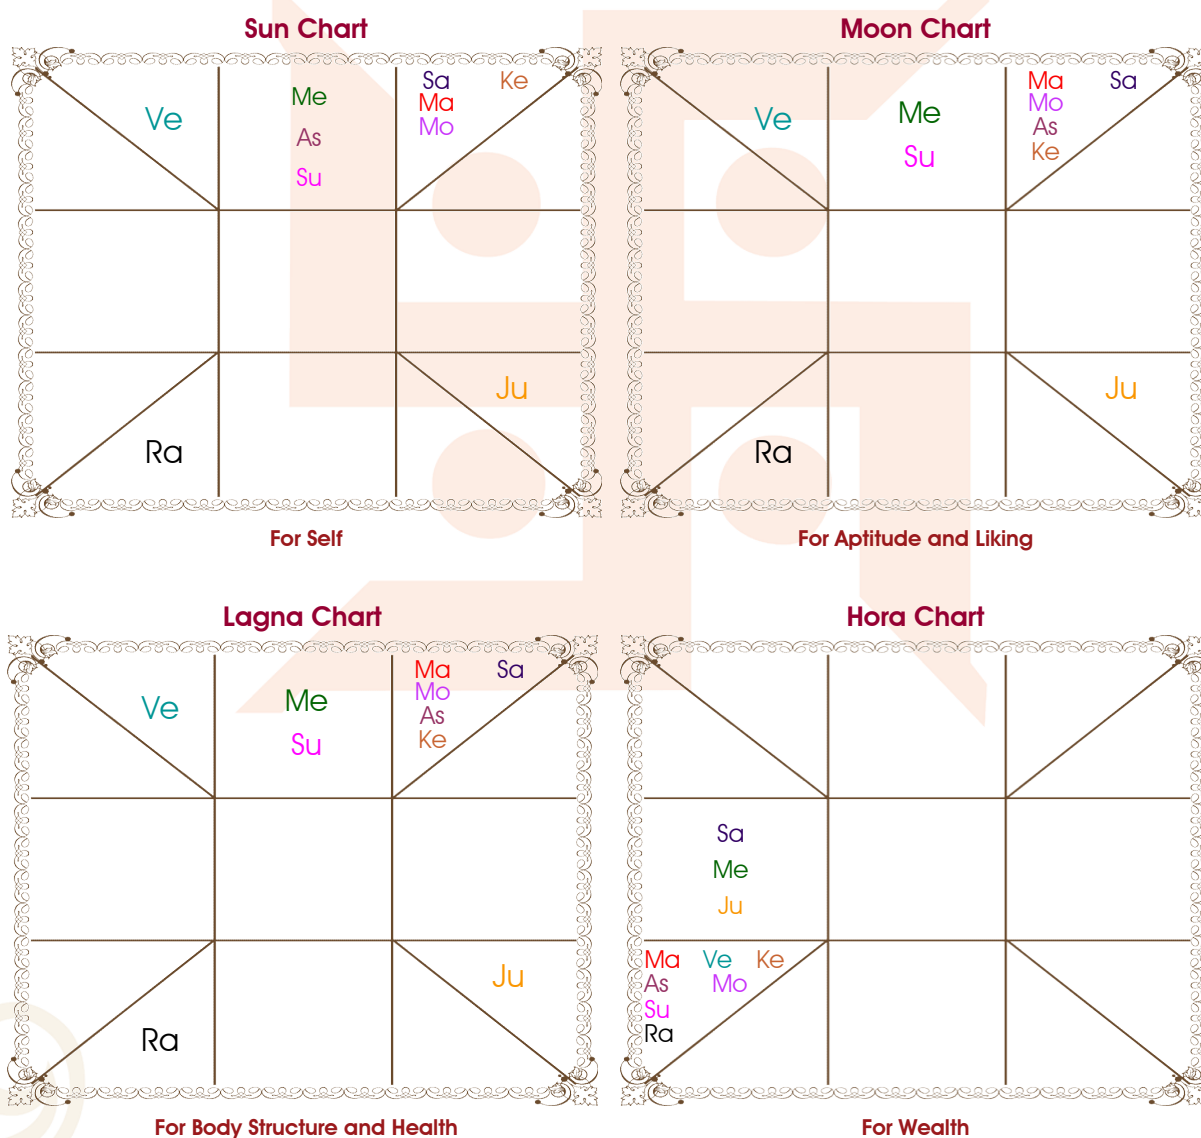 Sun Chart
Ve
Me
As
Su
Sa Ke
Ma
Mo
Ju
Ra
For Self
Moon Chart
Ve
Me
Su
Ma Sa
Mo
As
Ke
Ju
Ra
For Aptitude and Liking
Lagna Chart
Ve
Me
Su
Ma Sa
Mo
As
Ke
Ju
Ra
For Body Structure and Health
Hora Chart
Sa
Me
Ju
Ma Ve Ke
As Mo
Su
Ra
For Wealth